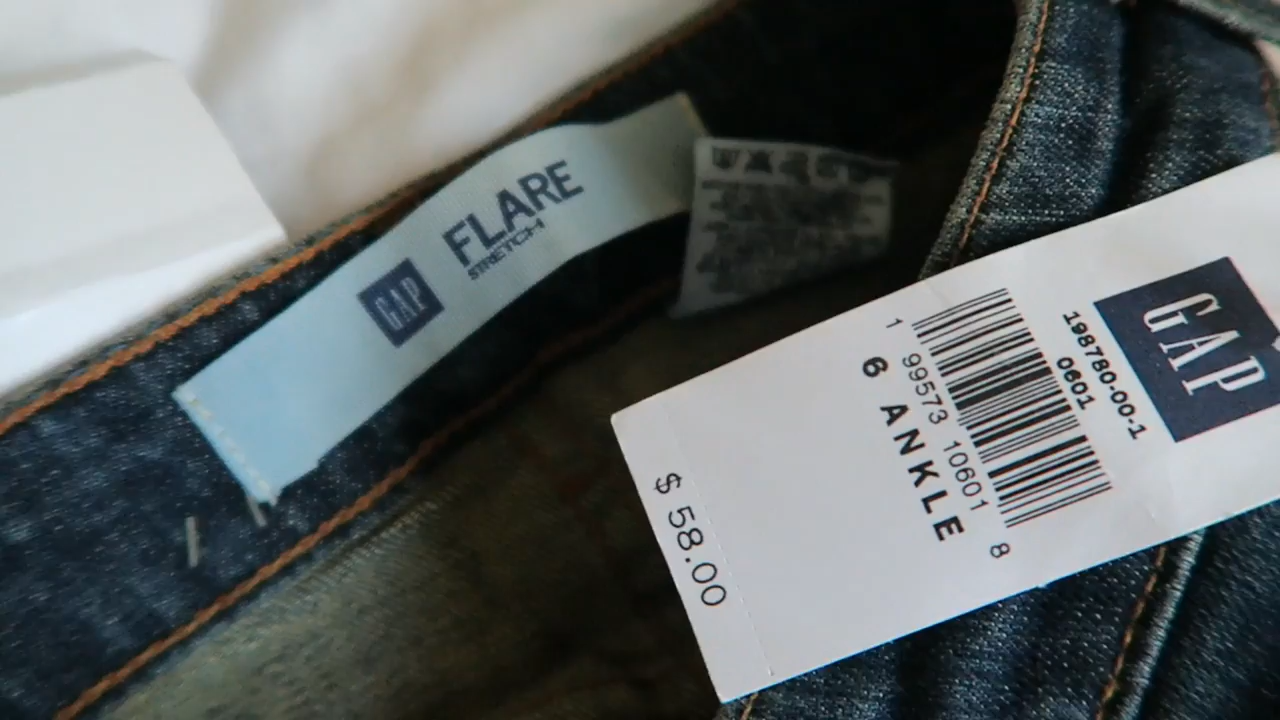 GAP
FLARE
STRETCH
GAP
198780-00-1
0601
1 99573 10601 8
6 ANKLE
$ 58.00